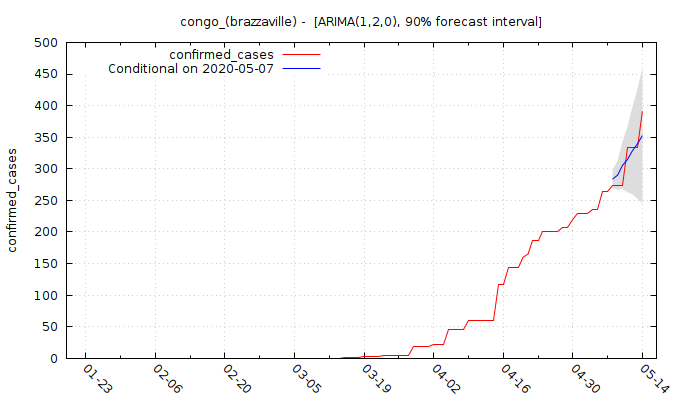 congo_(brazzaville) - [ARIMA(1,2,0), 90% forecast interval]
confirmed_cases
Conditional on 2020-05-07
confirmed_cases
500
450
400
350
300
250
200
150
100
50
0
01-23 02-06 02-20 03-05 03-19 04-02 04-16 04-30 05-14